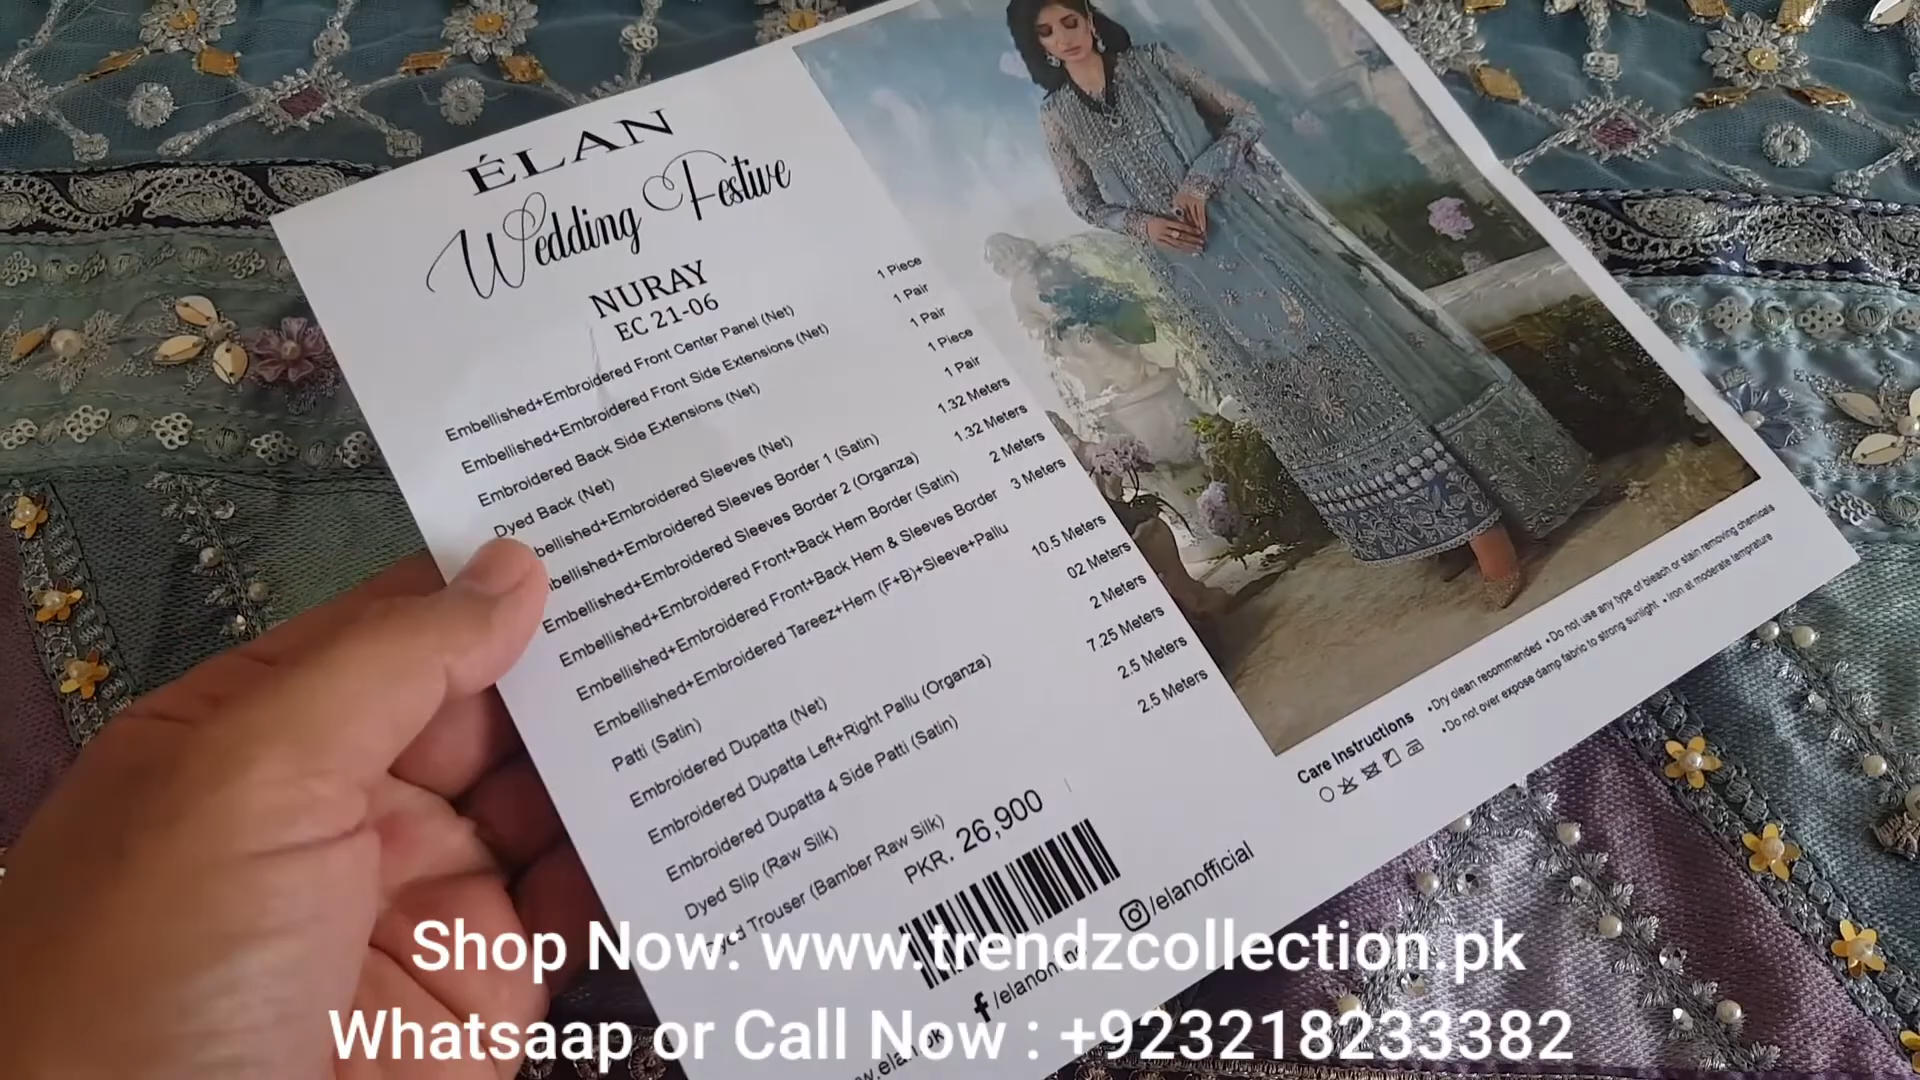 ÉLAN
Wedding Festive
NURAY
EC 21-06
Embellished+Embroidered Front Center Panel (Net) 1 Piece
Embellished+Embroidered Front Side Extensions (Net) 1 Pair
Embroidered Back Side Extensions (Net) 1 Pair
Dyed Back (Net) 1 Piece
bellished+Embroidered Sleeves (Net) 1 Pair
bellished+Embroidered Sleeves Border 1 (Satin) 1.32 Meters
Embellished+Embroidered Sleeves Border 2 (Organza) 1.32 Meters
Embellished+Embroidered Front+Back Hem Border (Satin) 2 Meters
Embellished+Embroidered Front+Back Hem & Sleeves Border 3 Meters
Embellished+Embroidered Tareez+Hem (F+B)+Sleeve+Pallu
Patti (Satin) 10.5 Meters
Embroidered Dupatta (Net) 02 Meters
Embroidered Dupatta Left+Right Pallu (Organza) 2 Meters
Embroidered Dupatta 4 Side Patti (Satin) 7.25 Meters
Dyed Slip (Raw Silk) 2.5 Meters
Dyed Trouser (Bamber Raw Silk) 2.5 Meters
PKR. 26,900
/elanofficial
Care Instructions
•Dry clean recommended •Do not use any type of bleach or stain removing chemicals
•Do not over expose damp fabric to strong sunlight •Iron at moderate temprature
Shop Now: www.trendzcollection.pk
Whatsaap or Call Now : +923218233382